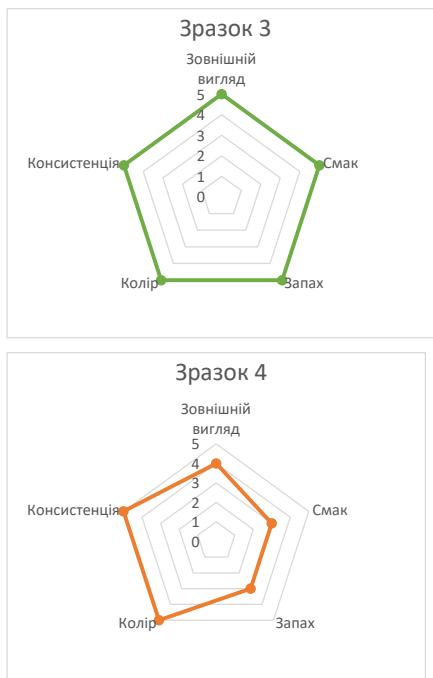 Зразок 3
Зовнішній
вигляд
5
4
3
2
1
0
Консистенція
Смак
Колір
Запах
Зразок 4
Зовнішній
вигляд
5
4
3
2
1
0
Консистенція
Смак
Колір
Запах